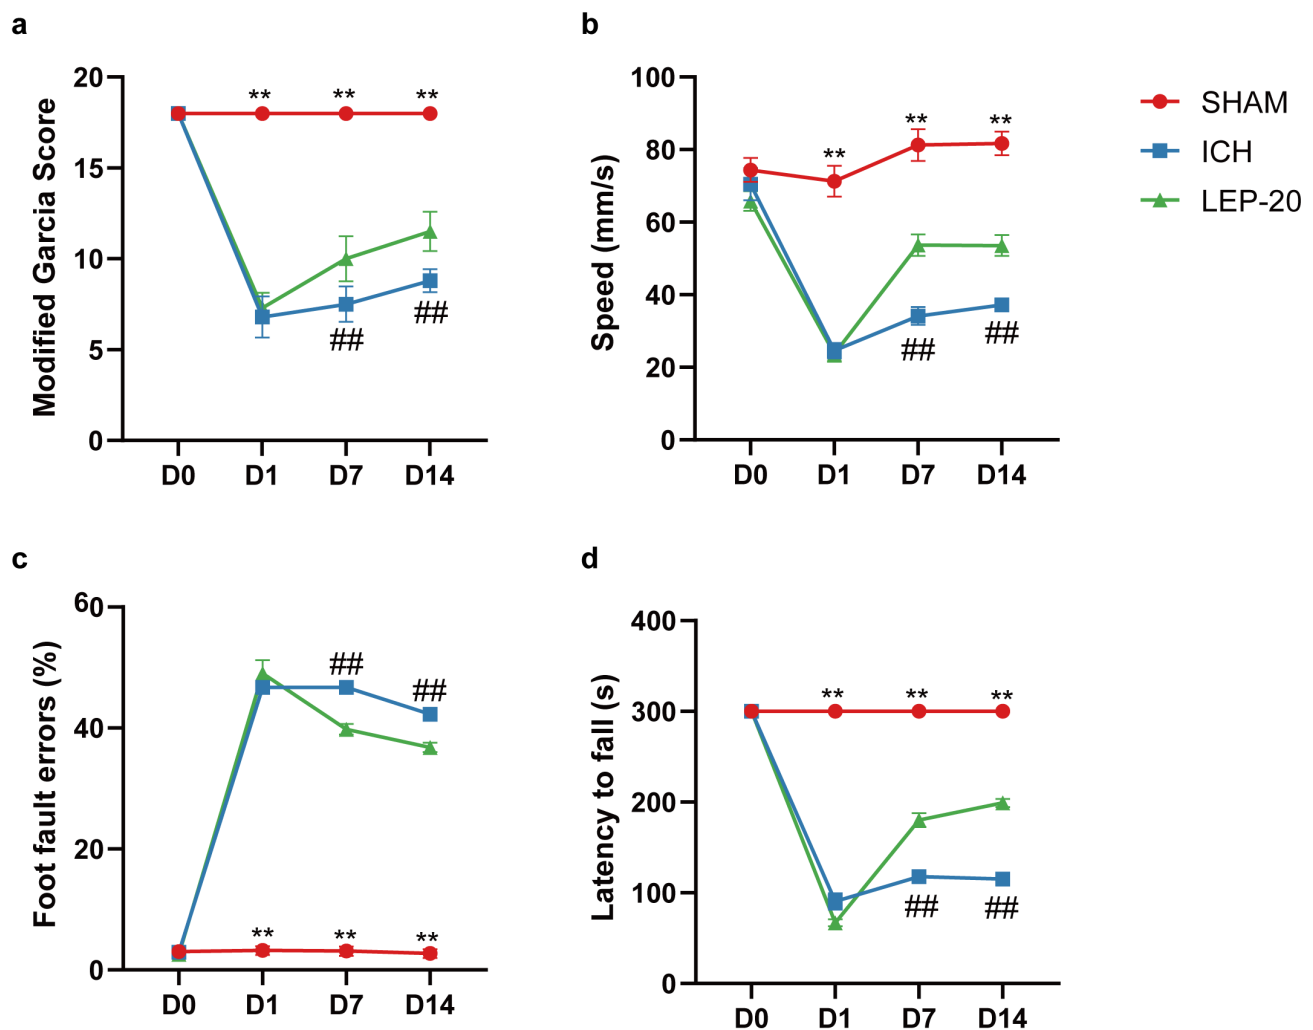 a
Modified Garcia Score
20
15
10
5
0
** ** **
##
##
D0 D1 D7 D14
b
Speed (mm/s)
100
80
60
40
20
0
** ** **
##
##
D0 D1 D7 D14
SHAM
ICH
LEP-20
c
Foot fault errors (%)
60
40
20
0
##
##
** ** **
D0 D1 D7 D14
d
Latency to fall (s)
400
300
200
100
0
** ** **
## ##
D0 D1 D7 D14